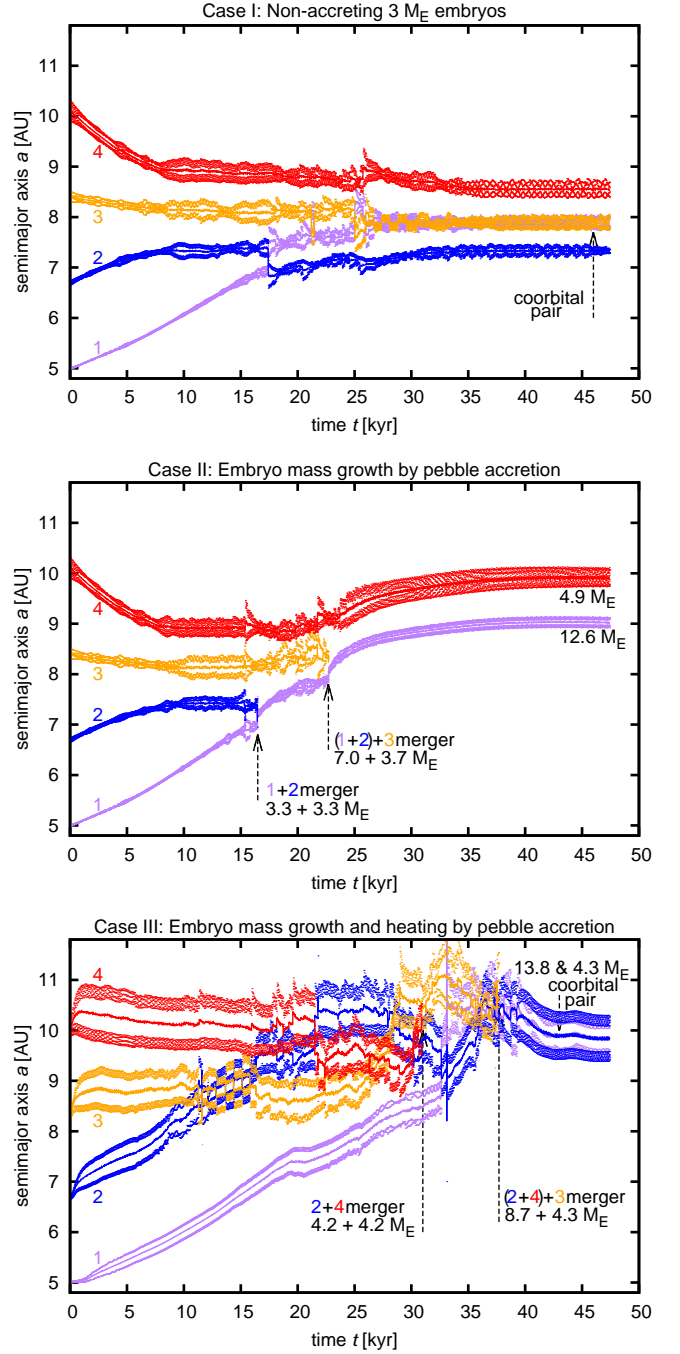 Case I: Non-accreting 3 M_E embryos
semimajor axis a [AU]
11
10
9
8
7
6
5
4
3
2
1
coorbital
pair
0 5 10 15 20 25 30 35 40 45 50
time t [kyr]
Case II: Embryo mass growth by pebble accretion
semimajor axis a [AU]
11
10
9
8
7
6
5
4
3
2
1
4.9 M_E
12.6 M_E
(1+2)+3 merger
7.0 + 3.7 M_E
1+2 merger
3.3 + 3.3 M_E
0 5 10 15 20 25 30 35 40 45 50
time t [kyr]
Case III: Embryo mass growth and heating by pebble accretion
semimajor axis a [AU]
11
10
9
8
7
6
5
4
3
2
1
13.8 & 4.3 M_E
coorbital
pair
2+4 merger
4.2 + 4.2 M_E
(2+4)+3 merger
8.7 + 4.3 M_E
0 5 10 15 20 25 30 35 40 45 50
time t [kyr]